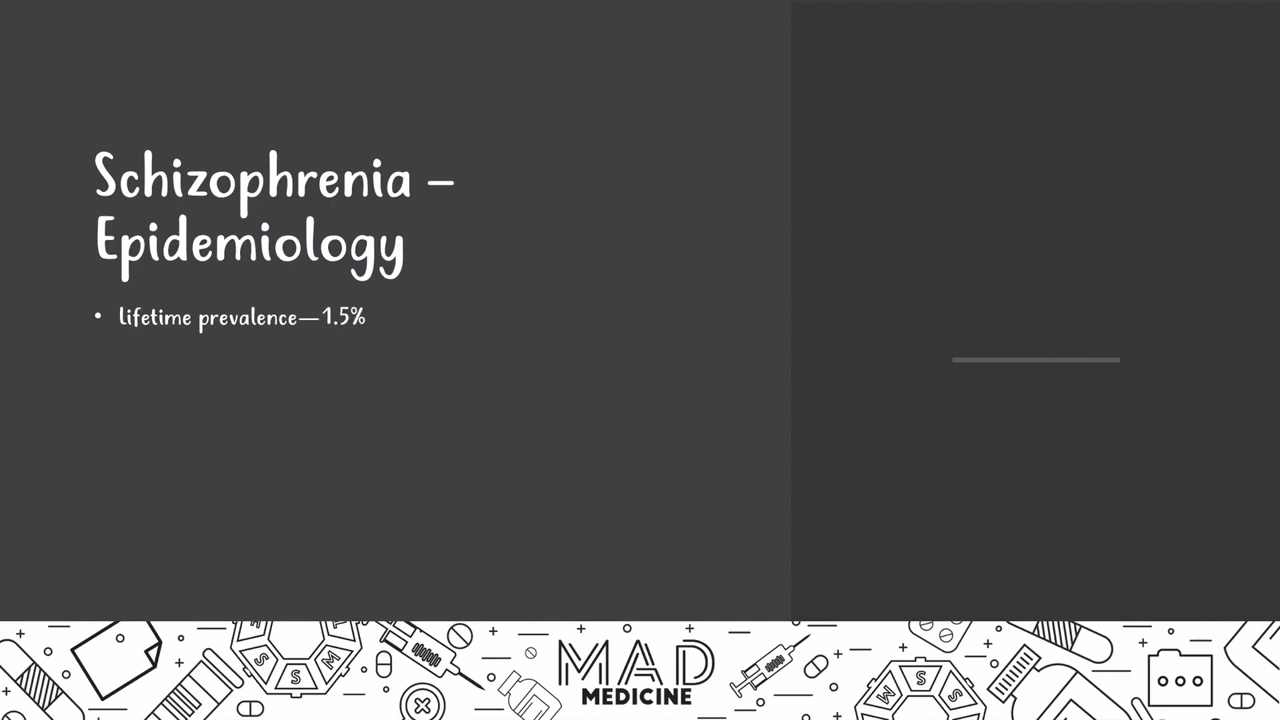 Schizophrenia –
Epidemiology
• Lifetime prevalence—1.5%
MAD
MEDICINE
S
S
M
M
S
S